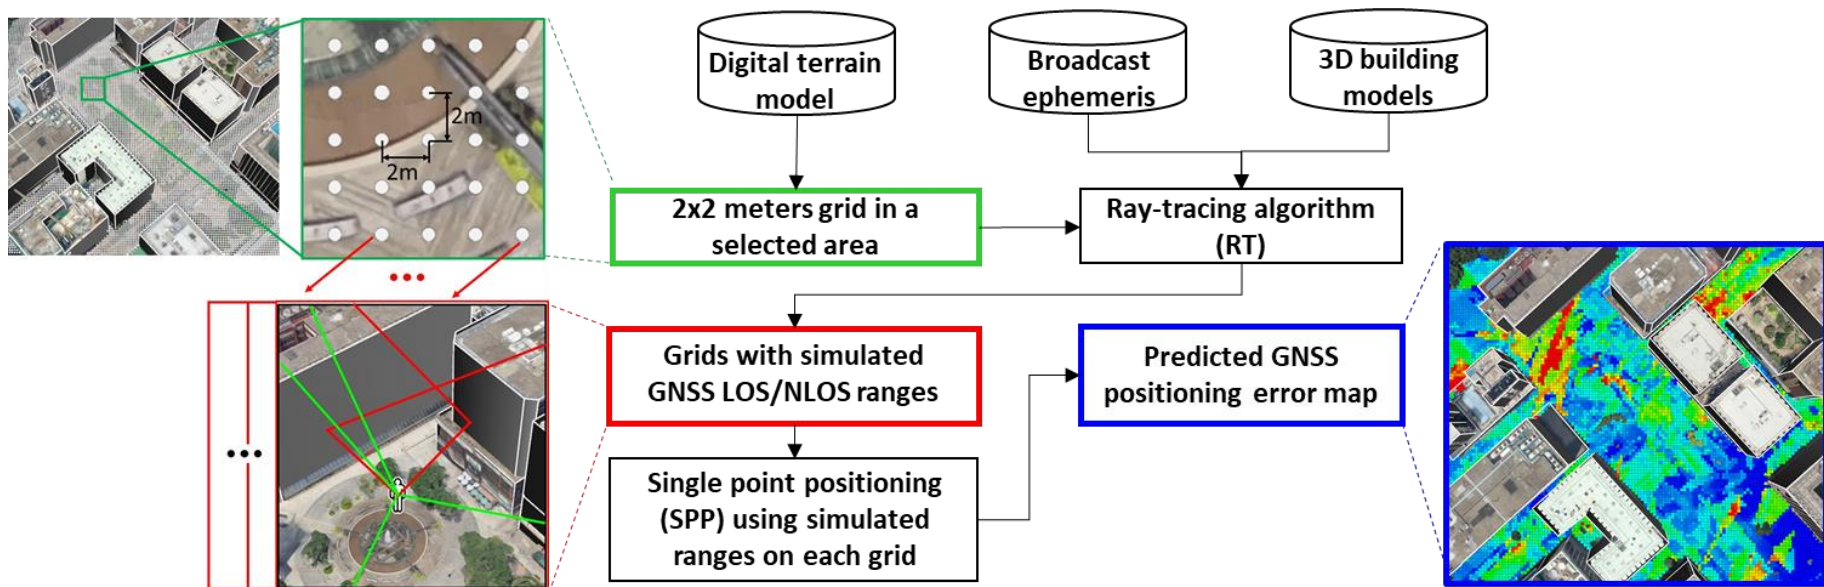 Digital terrain
model
Broadcast
ephemeris
3D building
models
2m
2m
2x2 meters grid in a
selected area
Ray-tracing algorithm
(RT)
Grids with simulated
GNSS LOS/NLOS ranges
Predicted GNSS
positioning error map
Single point positioning
(SPP) using simulated
ranges on each grid